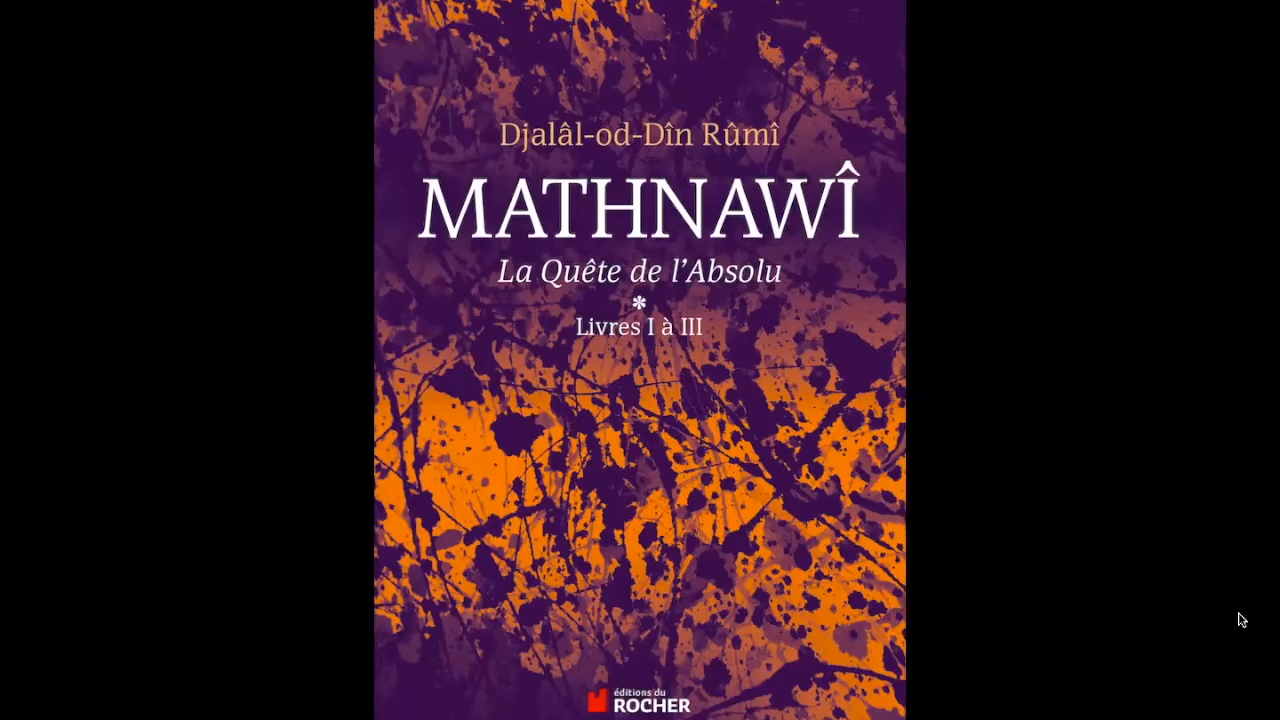 Djalâl-od-Dîn Rûmî
MATHNAWÎ
La Quête de l’Absolu
*
Livres I à III
éditions du
ROCHER